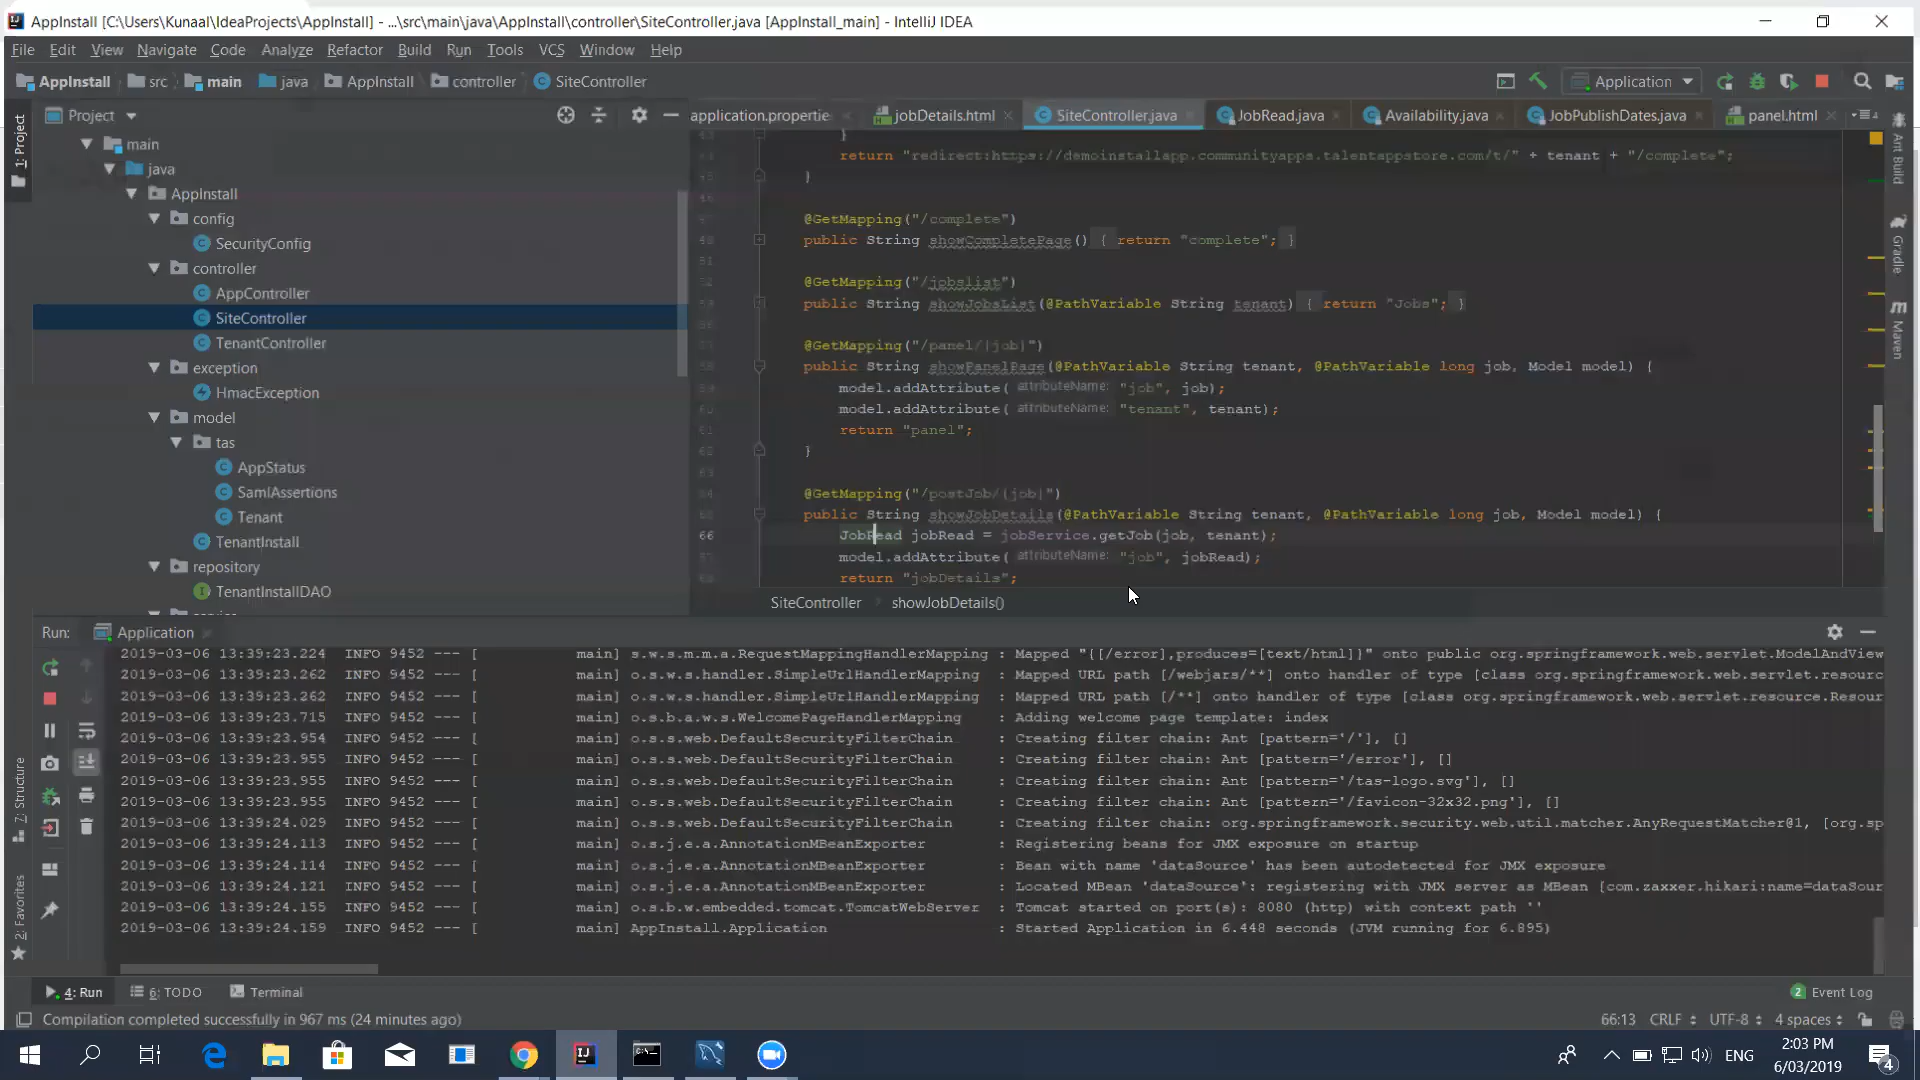 AppInstall [C:\Users\Kunaal\IdeaProjects\AppInstall] - ...\src\main\java\AppInstall\controller\SiteController.java [AppInstall_main] - IntelliJ IDEA
File Edit View Navigate Code Analyze Refactor Build Run Tools VCS Window Help
AppInstall src main java AppInstall controller SiteController Application
1: Project
Project
application.propertie jobDetails.html SiteController.java JobRead.java Availability.java JobPublishDates.java panel.html
main
java
AppInstall
config
SecurityConfig
controller
AppController
SiteController
TenantController
exception
HmacException
model
tas
AppStatus
SamlAssertions
Tenant
TenantInstall
repository
TenantInstallDAO
}
return "redirect:https://demoinstallapp.communityapps.talentappstore.com/t/" + tenant + "/complete";
}
@GetMapping("/complete")
public String showCompletePage() { return "complete"; }
@GetMapping("/jobslist")
public String showJobsList(@PathVariable String tenant) { return "Jobs"; }
@GetMapping("/panel/{job}")
public String showPanelPage(@PathVariable String tenant, @PathVariable long job, Model model) {
model.addAttribute( attributeName: "job", job);
model.addAttribute( attributeName: "tenant", tenant);
return "panel";
}
@GetMapping("/postJob/{job}")
public String showJobDetails(@PathVariable String tenant, @PathVariable long job, Model model) {
66 JobRead jobRead = jobService.getJob(job, tenant);
model.addAttribute( attributeName: "job", jobRead);
return "jobDetails";
SiteController showJobDetails()
Ant Build
Gradle
Maven
Run: Application
2019-03-06 13:39:23.224 INFO 9452 --- [ main] s.w.s.m.m.a.RequestMappingHandlerMapping : Mapped "{[/error],produces=[text/html]}" onto public org.springframework.web.servlet.ModelAndView
2019-03-06 13:39:23.262 INFO 9452 --- [ main] o.s.w.s.handler.SimpleUrlHandlerMapping : Mapped URL path [/webjars/**] onto handler of type [class org.springframework.web.servlet.resourc
2019-03-06 13:39:23.262 INFO 9452 --- [ main] o.s.w.s.handler.SimpleUrlHandlerMapping : Mapped URL path [/**] onto handler of type [class org.springframework.web.servlet.resource.Resour
2019-03-06 13:39:23.715 INFO 9452 --- [ main] o.s.b.a.w.s.WelcomePageHandlerMapping : Adding welcome page template: index
2019-03-06 13:39:23.954 INFO 9452 --- [ main] o.s.s.web.DefaultSecurityFilterChain : Creating filter chain: Ant [pattern='/'], []
2019-03-06 13:39:23.955 INFO 9452 --- [ main] o.s.s.web.DefaultSecurityFilterChain : Creating filter chain: Ant [pattern='/error'], []
2019-03-06 13:39:23.955 INFO 9452 --- [ main] o.s.s.web.DefaultSecurityFilterChain : Creating filter chain: Ant [pattern='/tas-logo.svg'], []
2019-03-06 13:39:23.955 INFO 9452 --- [ main] o.s.s.web.DefaultSecurityFilterChain : Creating filter chain: Ant [pattern='/favicon-32x32.png'], []
2019-03-06 13:39:24.029 INFO 9452 --- [ main] o.s.s.web.DefaultSecurityFilterChain : Creating filter chain: org.springframework.security.web.util.matcher.AnyRequestMatcher@1, [org.sp
2019-03-06 13:39:24.113 INFO 9452 --- [ main] o.s.j.e.a.AnnotationMBeanExporter : Registering beans for JMX exposure on startup
2019-03-06 13:39:24.114 INFO 9452 --- [ main] o.s.j.e.a.AnnotationMBeanExporter : Bean with name 'dataSource' has been autodetected for JMX exposure
2019-03-06 13:39:24.121 INFO 9452 --- [ main] o.s.j.e.a.AnnotationMBeanExporter : Located MBean 'dataSource': registering with JMX server as MBean [com.zaxxer.hikari:name=dataSour
2019-03-06 13:39:24.155 INFO 9452 --- [ main] o.s.b.w.embedded.tomcat.TomcatWebServer : Tomcat started on port(s): 8080 (http) with context path ''
2019-03-06 13:39:24.159 INFO 9452 --- [ main] AppInstall.Application : Started Application in 6.448 seconds (JVM running for 6.895)
7: Structure
2: Favorites
4: Run 6: TODO Terminal 2 Event Log
Compilation completed successfully in 967 ms (24 minutes ago) 66:13 CRLF UTF-8 4 spaces
ENG 2:03 PM
6/03/2019 4